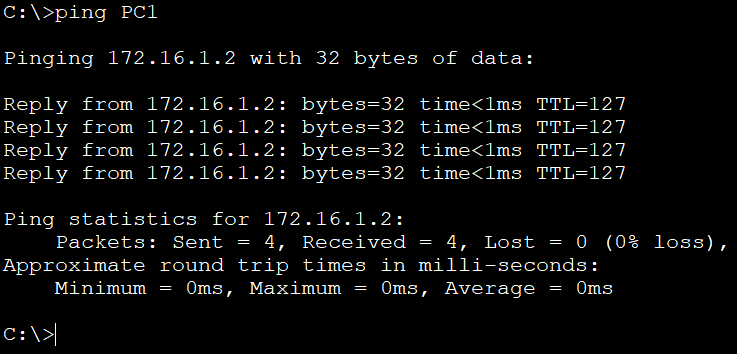 C:\>ping PC1
Pinging 172.16.1.2 with 32 bytes of data:
Reply from 172.16.1.2: bytes=32 time<1ms TTL=127
Reply from 172.16.1.2: bytes=32 time<1ms TTL=127
Reply from 172.16.1.2: bytes=32 time<1ms TTL=127
Reply from 172.16.1.2: bytes=32 time<1ms TTL=127
Ping statistics for 172.16.1.2:
    Packets: Sent = 4, Received = 4, Lost = 0 (0% loss),
Approximate round trip times in milli-seconds:
    Minimum = 0ms, Maximum = 0ms, Average = 0ms
C:\>